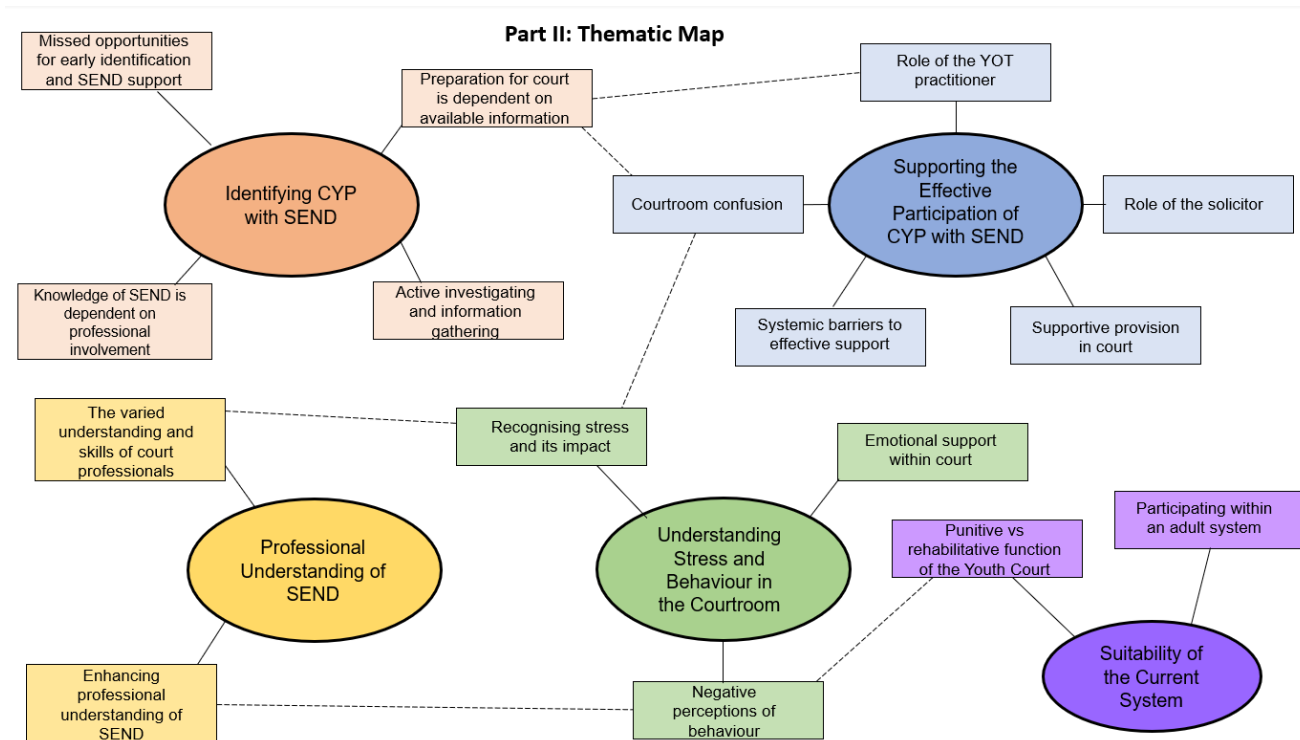 Part II: Thematic Map
Missed opportunities
for early identification
and SEND support
Preparation for court
is dependent on
available information
Role of the YOT
practitioner
Identifying CYP
with SEND
Supporting the
Effective
Participation of
CYP with SEND
Courtroom confusion
Role of the solicitor
Knowledge of SEND is
dependent on
professional
involvement
Active investigating
and information
gathering
Systemic barriers to
effective support
Supportive provision
in court
The varied
understanding and
skills of court
professionals
Recognising stress
and its impact
Emotional support
within court
Participating within
an adult system
Punitive vs
rehabilitative function
of the Youth Court
Professional
Understanding of
SEND
Understanding
Stress and
Behaviour in
the Courtroom
Suitability of
the Current
System
Enhancing
professional
understanding of
SEND
Negative
perceptions of
behaviour